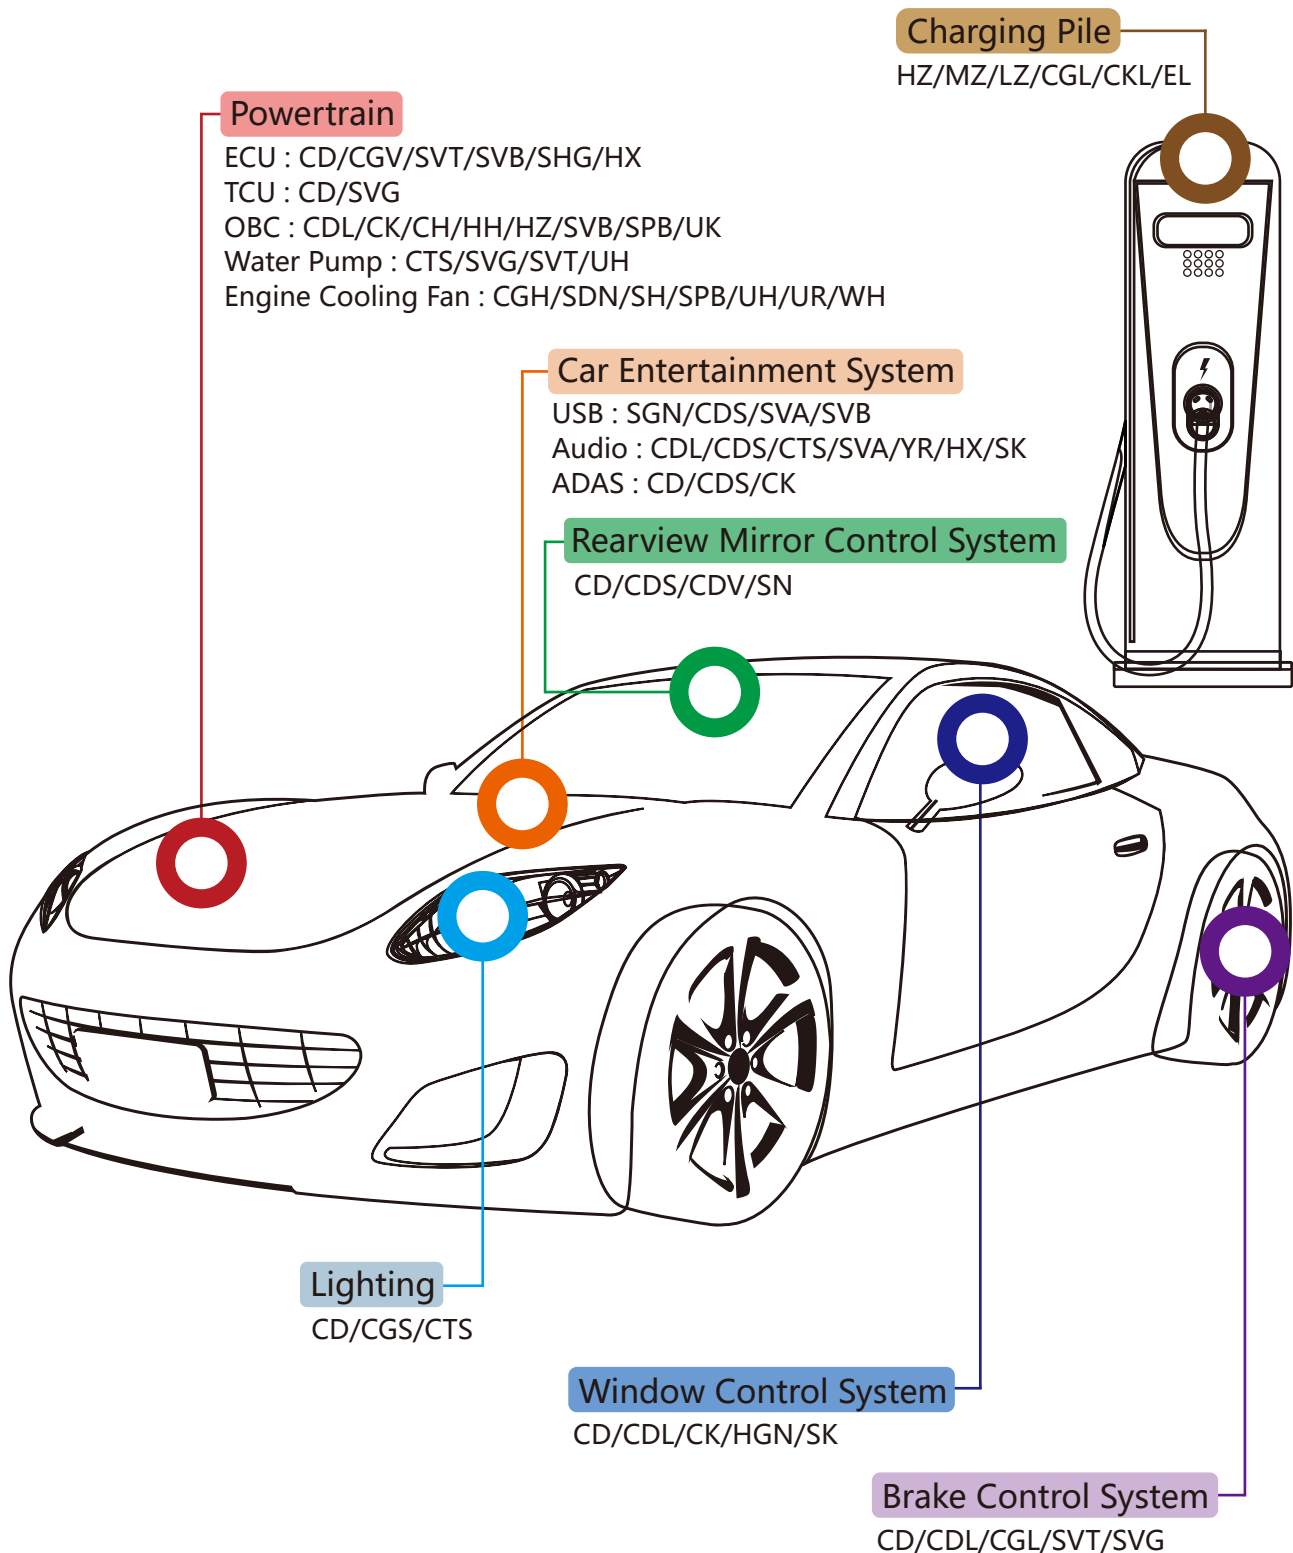 Charging Pile
HZ/MZ/LZ/CGL/CKL/EL
Powertrain
ECU : CD/CGV/SVT/SVB/SHG/HX
TCU : CD/SVG
OBC : CDL/CK/CH/HH/HZ/SVB/SPB/UK
Water Pump : CTS/SVG/SVT/UH
Engine Cooling Fan : CGH/SDN/SH/SPB/UH/UR/WH
Car Entertainment System
USB : SGN/CDS/SVA/SVB
Audio : CDL/CDS/CTS/SVA/YR/HX/SK
ADAS : CD/CDS/CK
Rearview Mirror Control System
CD/CDS/CDV/SN
Lighting
CD/CGS/CTS
Window Control System
CD/CDL/CK/HGN/SK
Brake Control System
CD/CDL/CGL/SVT/SVG